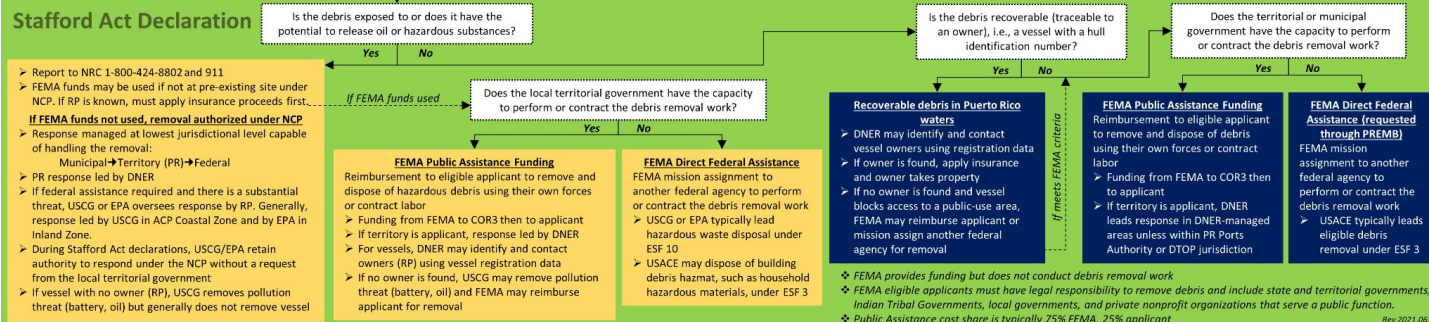 Stafford Act Declaration
Is the debris exposed to or does it have the
potential to release oil or hazardous substances?
Yes No
➢ Report to NRC 1-800-424-8802 and 911
➢ FEMA funds may be used if not at pre-existing site under
NCP. If RP is known, must apply insurance proceeds first.
If FEMA funds not used, removal authorized under NCP
➢ Response managed at lowest jurisdictional level capable
of handling the removal:
Municipal→Territory (PR)→Federal
➢ PR response led by DNER
➢ If federal assistance required and there is a substantial
threat, USCG or EPA oversees response by RP. Generally,
response led by USCG in ACP Coastal Zone and by EPA in
Inland Zone.
➢ During Stafford Act declarations, USCG/EPA retain
authority to respond under the NCP without a request
from the local territorial government
➢ If vessel with no owner (RP), USCG removes pollution
threat (battery, oil) but generally does not remove vessel
If FEMA funds used
Does the local territorial government have the capacity
to perform or contract the debris removal work?
Yes No
FEMA Public Assistance Funding
Reimbursement to eligible applicant to remove and
dispose of hazardous debris using their own forces
or contract labor
➢ Funding from FEMA to COR3 then to applicant
➢ If territory is applicant, response led by DNER
➢ For vessels, DNER may identify and contact
owners (RP) using vessel registration data
➢ If no owner is found, USCG may remove pollution
threat (battery, oil) and FEMA may reimburse
applicant for removal
FEMA Direct Federal Assistance
FEMA mission assignment to
another federal agency to perform
or contract the debris removal work
➢ USCG or EPA typically lead
hazardous waste disposal under
ESF 10
➢ USACE may dispose of building
debris hazmat, such as household
hazardous materials, under ESF 3
Is the debris recoverable (traceable to
an owner), i.e., a vessel with a hull
identification number?
Yes No
Recoverable debris in Puerto Rico
waters
➢ DNER may identify and contact
vessel owners using registration data
➢ If owner is found, apply insurance
and owner takes property
➢ If no owner is found and vessel
blocks access to a public-use area,
FEMA may reimburse applicant or
mission assign another federal
agency for removal
If meets FEMA criteria
Does the territorial or municipal
government have the capacity to perform
or contract the debris removal work?
Yes No
FEMA Public Assistance Funding
Reimbursement to eligible applicant
to remove and dispose of debris
using their own forces or contract
labor
➢ Funding from FEMA to COR3 then
to applicant
➢ If territory is applicant, DNER
leads response in DNER-managed
areas unless within PR Ports
Authority or DTOP jurisdiction
FEMA Direct Federal
Assistance (requested
through PREMB)
FEMA mission
assignment to another
federal agency to
perform or contract the
debris removal work
➢ USACE typically leads
eligible debris
removal under ESF 3
❖ FEMA provides funding but does not conduct debris removal work
❖ FEMA eligible applicants must have legal responsibility to remove debris and include state and territorial governments,
Indian Tribal Governments, local governments, and private nonprofit organizations that serve a public function.
❖ Public Assistance cost share is typically 75% FEMA, 25% applicant
Rev 2021.06